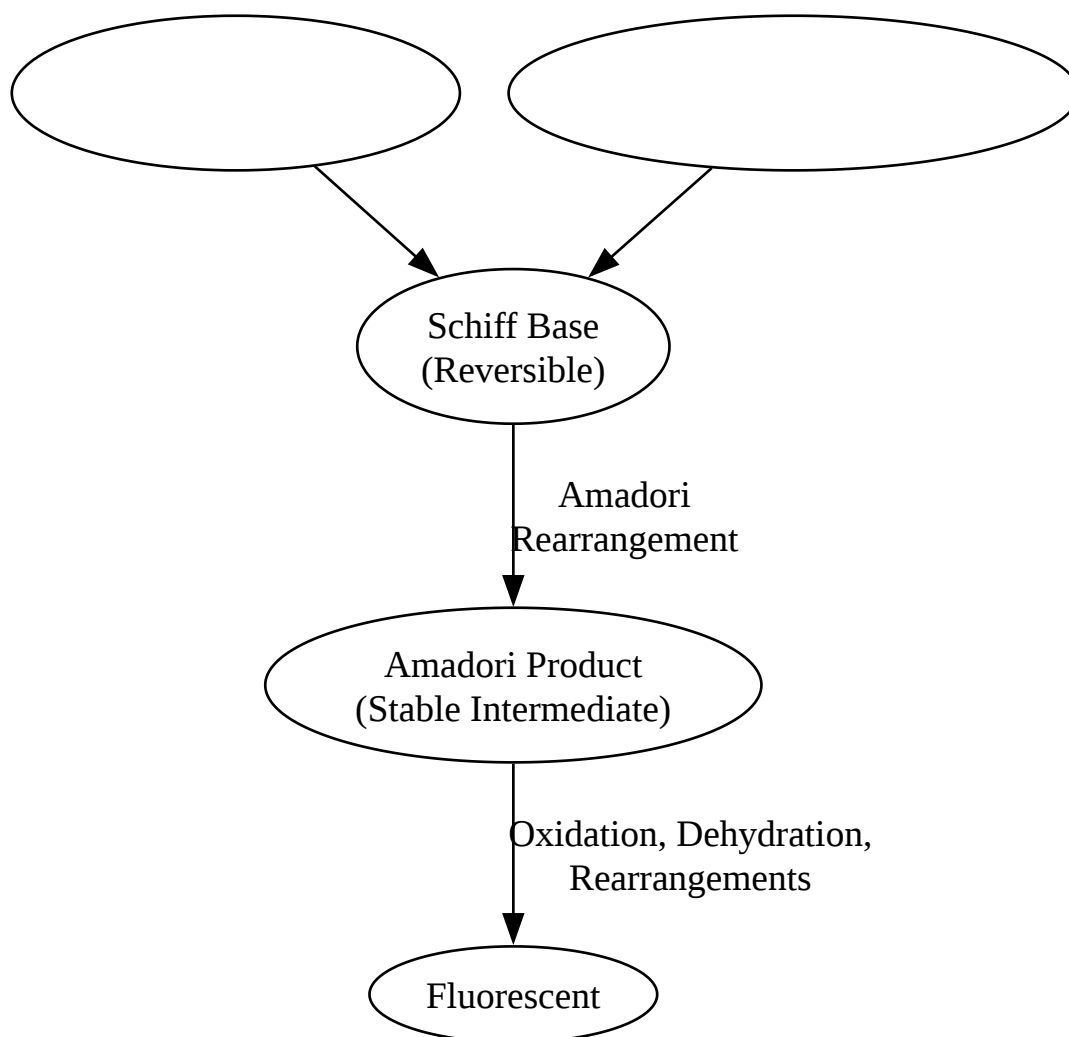 Schiff Base
(Reversible)
Amadori
Rearrangement
Amadori Product
(Stable Intermediate)
Oxidation, Dehydration,
Rearrangements
Fluorescent